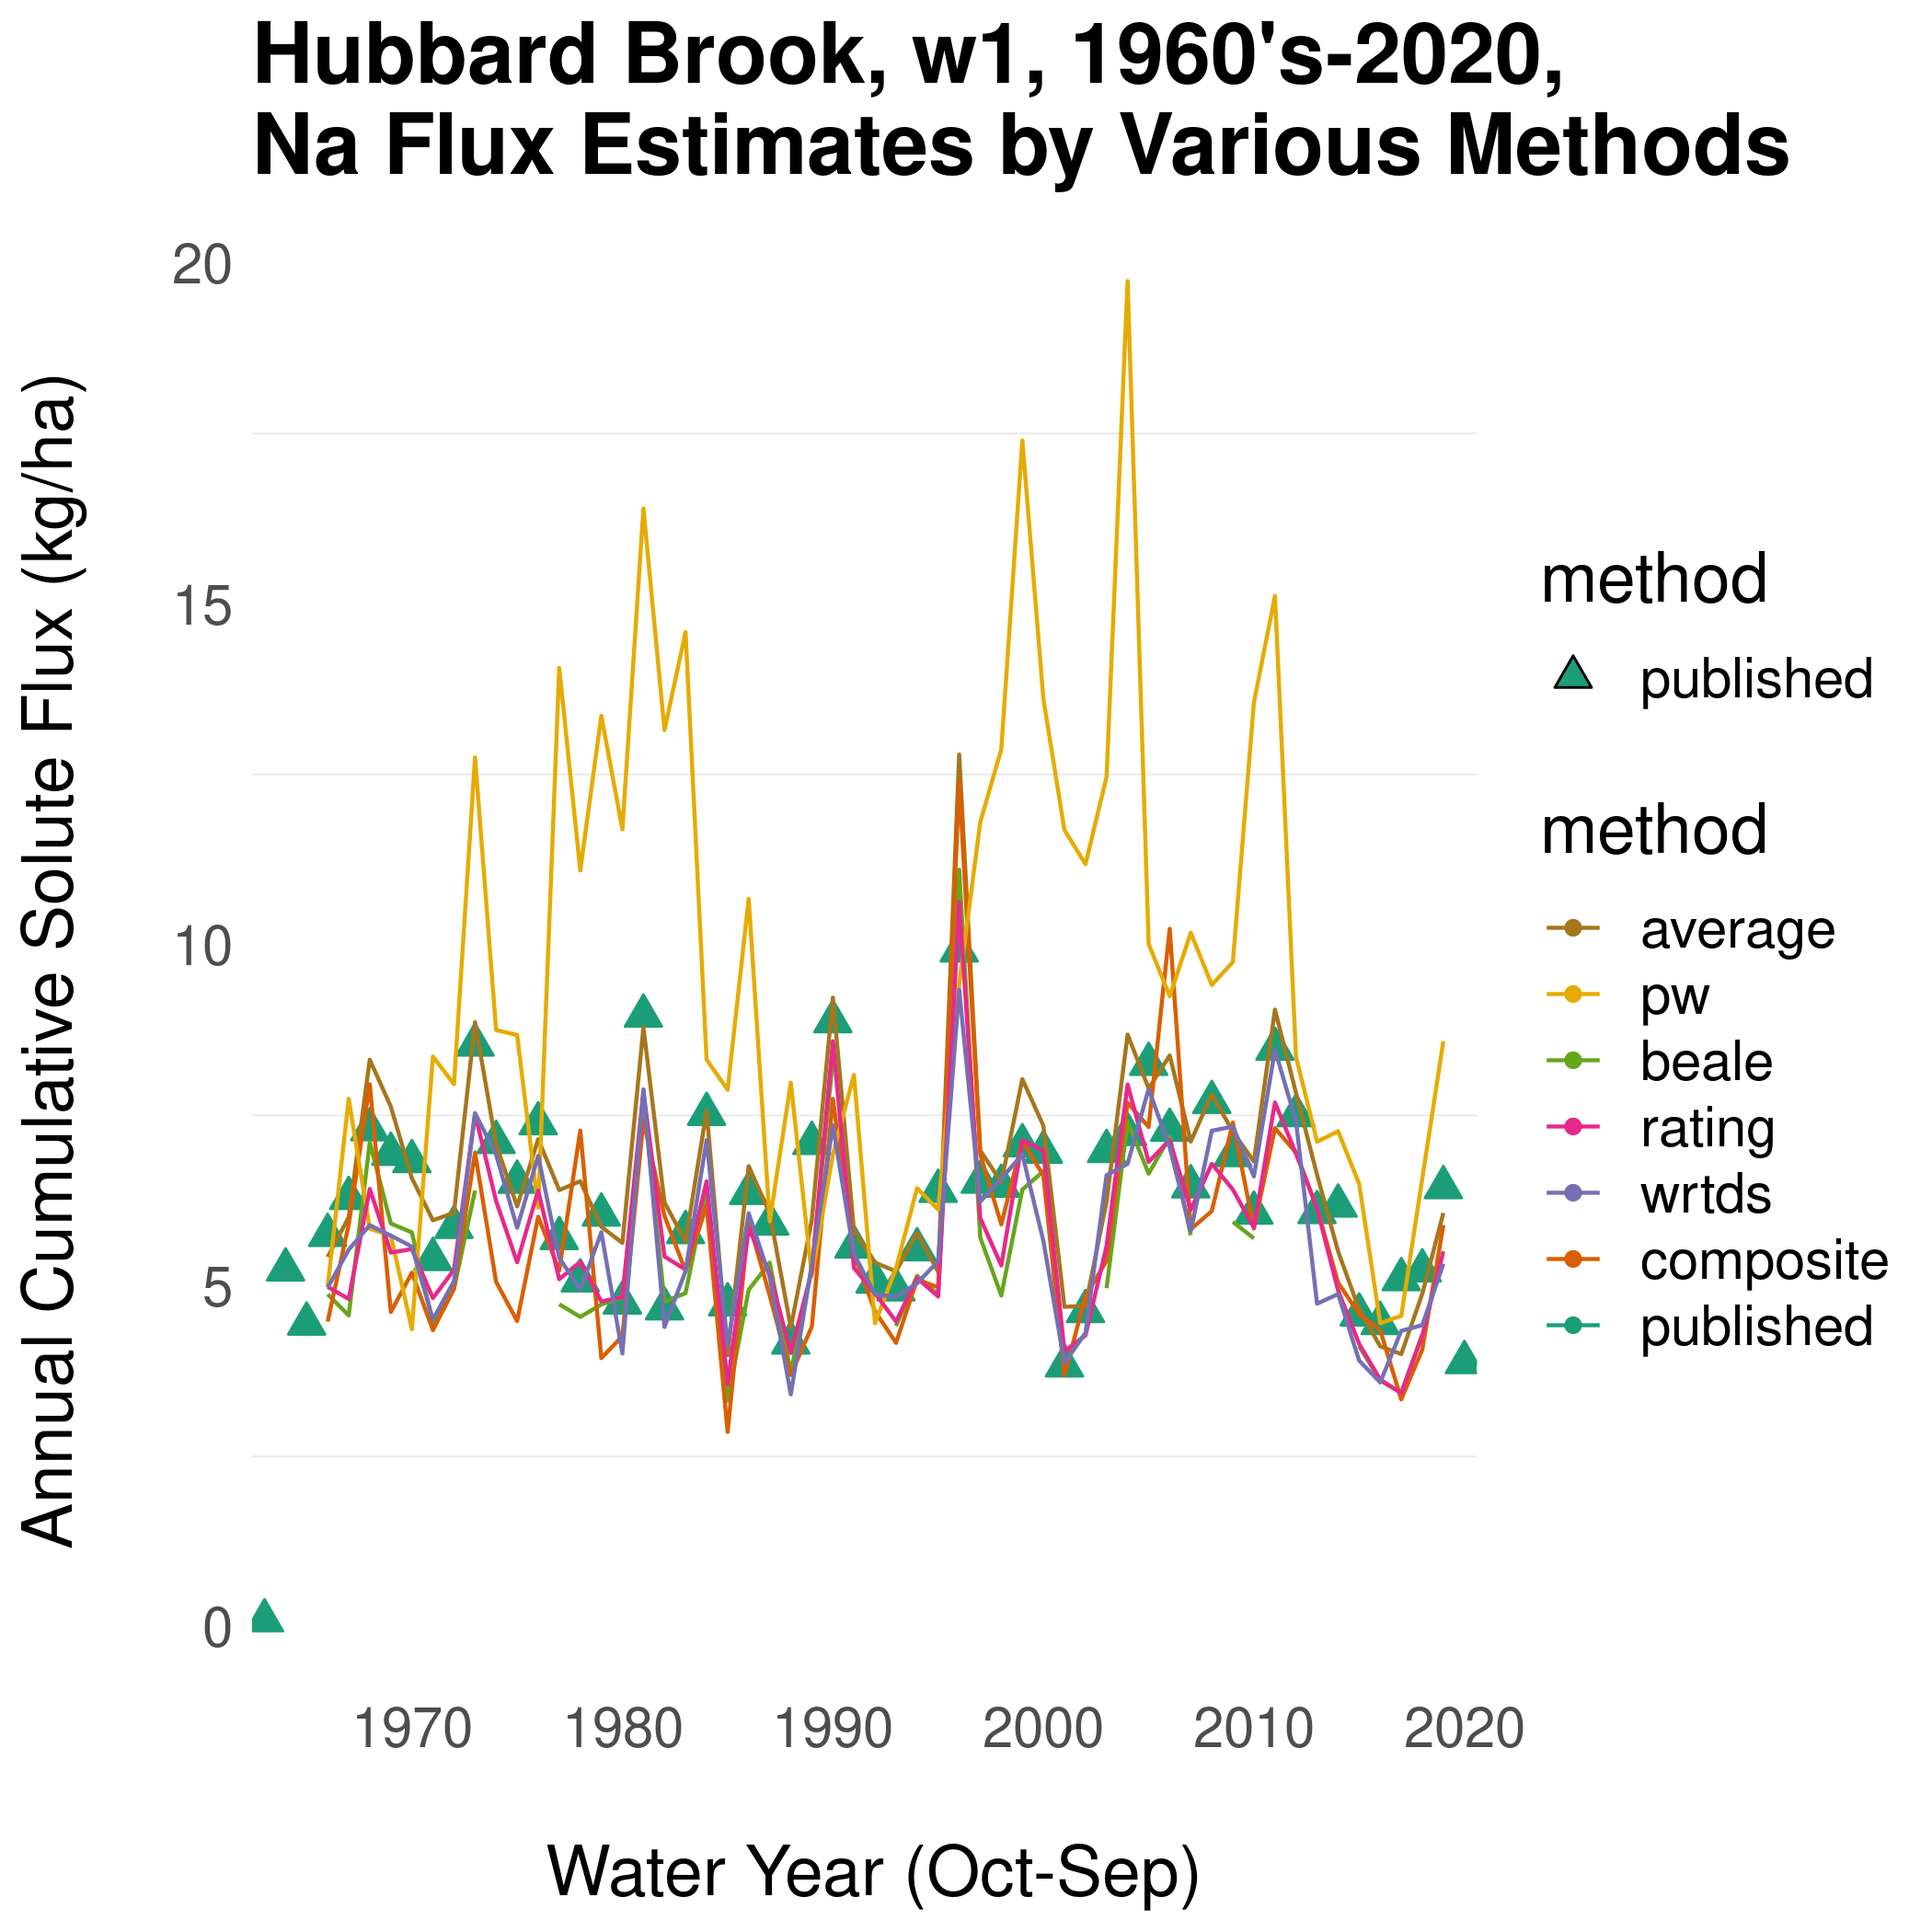 Hubbard Brook, w1, 1960's-2020,
Na Flux Estimates by Various Methods
Annual Cumulative Solute Flux (kg/ha)
20
15
10
5
0
1970 1980 1990 2000 2010 2020
Water Year (Oct-Sep)
method
published
method
average
pw
beale
rating
wrtds
composite
published